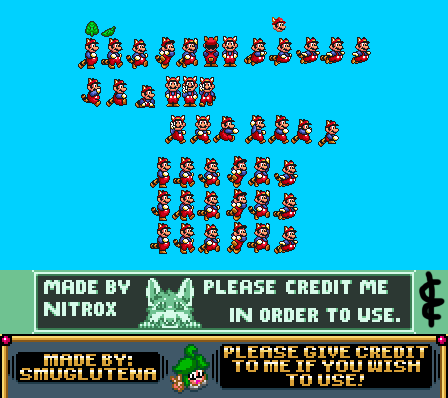 MADE BY
NITROX
PLEASE CREDIT ME
IN ORDER TO USE.
MADE BY:
SMUGLUTENA
PLEASE GIVE CREDIT
TO ME IF YOU WISH
TO USE!